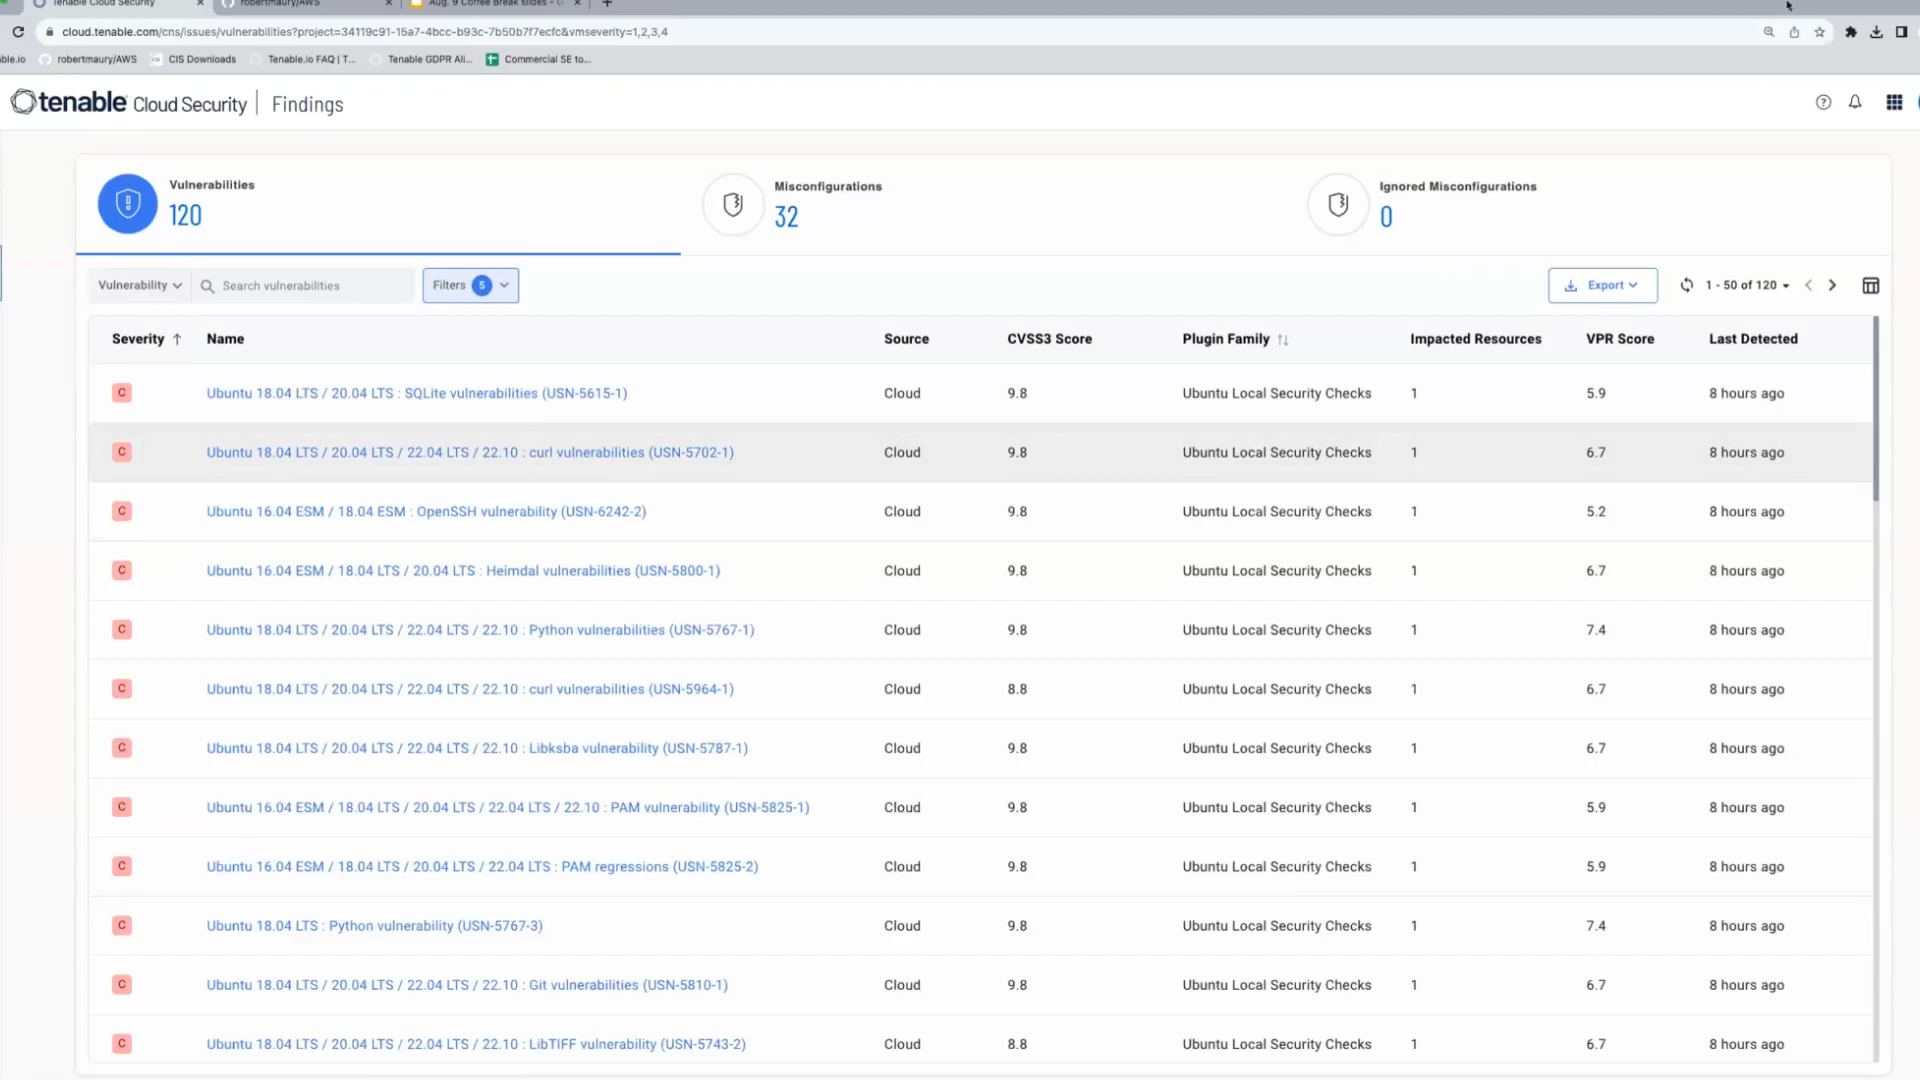 Tenable Cloud Security
robertmaury/AWS
Aug. 9 Coffee Break slides - G
cloud.tenable.com/cns/issues/vulnerabilities?project=34119c91-15a7-4bcc-b93c-7b50b7f7ecfc&vmseverity=1,2,3,4
ble.io robertmaury/AWS CIS Downloads Tenable.io FAQ | T... Tenable GDPR Ali... Commercial SE to...
tenable Cloud Security | Findings
Vulnerabilities
120
Misconfigurations
32
Ignored Misconfigurations
0
Vulnerability Search vulnerabilities Filters 5 Export 1 - 50 of 120
Severity Name Source CVSS3 Score Plugin Family Impacted Resources VPR Score Last Detected
C Ubuntu 18.04 LTS / 20.04 LTS : SQLite vulnerabilities (USN-5615-1) Cloud 9.8 Ubuntu Local Security Checks 1 5.9 8 hours ago
C Ubuntu 18.04 LTS / 20.04 LTS / 22.04 LTS / 22.10 : curl vulnerabilities (USN-5702-1) Cloud 9.8 Ubuntu Local Security Checks 1 6.7 8 hours ago
C Ubuntu 16.04 ESM / 18.04 ESM : OpenSSH vulnerability (USN-6242-2) Cloud 9.8 Ubuntu Local Security Checks 1 5.2 8 hours ago
C Ubuntu 16.04 ESM / 18.04 LTS / 20.04 LTS : Heimdal vulnerabilities (USN-5800-1) Cloud 9.8 Ubuntu Local Security Checks 1 6.7 8 hours ago
C Ubuntu 18.04 LTS / 20.04 LTS / 22.04 LTS / 22.10 : Python vulnerabilities (USN-5767-1) Cloud 9.8 Ubuntu Local Security Checks 1 7.4 8 hours ago
C Ubuntu 18.04 LTS / 20.04 LTS / 22.04 LTS / 22.10 : curl vulnerabilities (USN-5964-1) Cloud 8.8 Ubuntu Local Security Checks 1 6.7 8 hours ago
C Ubuntu 18.04 LTS / 20.04 LTS / 22.04 LTS / 22.10 : Libksba vulnerability (USN-5787-1) Cloud 9.8 Ubuntu Local Security Checks 1 6.7 8 hours ago
C Ubuntu 16.04 ESM / 18.04 LTS / 20.04 LTS / 22.04 LTS / 22.10 : PAM vulnerability (USN-5825-1) Cloud 9.8 Ubuntu Local Security Checks 1 5.9 8 hours ago
C Ubuntu 16.04 ESM / 18.04 LTS / 20.04 LTS / 22.04 LTS : PAM regressions (USN-5825-2) Cloud 9.8 Ubuntu Local Security Checks 1 5.9 8 hours ago
C Ubuntu 18.04 LTS : Python vulnerability (USN-5767-3) Cloud 9.8 Ubuntu Local Security Checks 1 7.4 8 hours ago
C Ubuntu 18.04 LTS / 20.04 LTS / 22.04 LTS / 22.10 : Git vulnerabilities (USN-5810-1) Cloud 9.8 Ubuntu Local Security Checks 1 6.7 8 hours ago
C Ubuntu 18.04 LTS / 20.04 LTS / 22.04 LTS / 22.10 : LibTIFF vulnerability (USN-5743-2) Cloud 8.8 Ubuntu Local Security Checks 1 6.7 8 hours ago